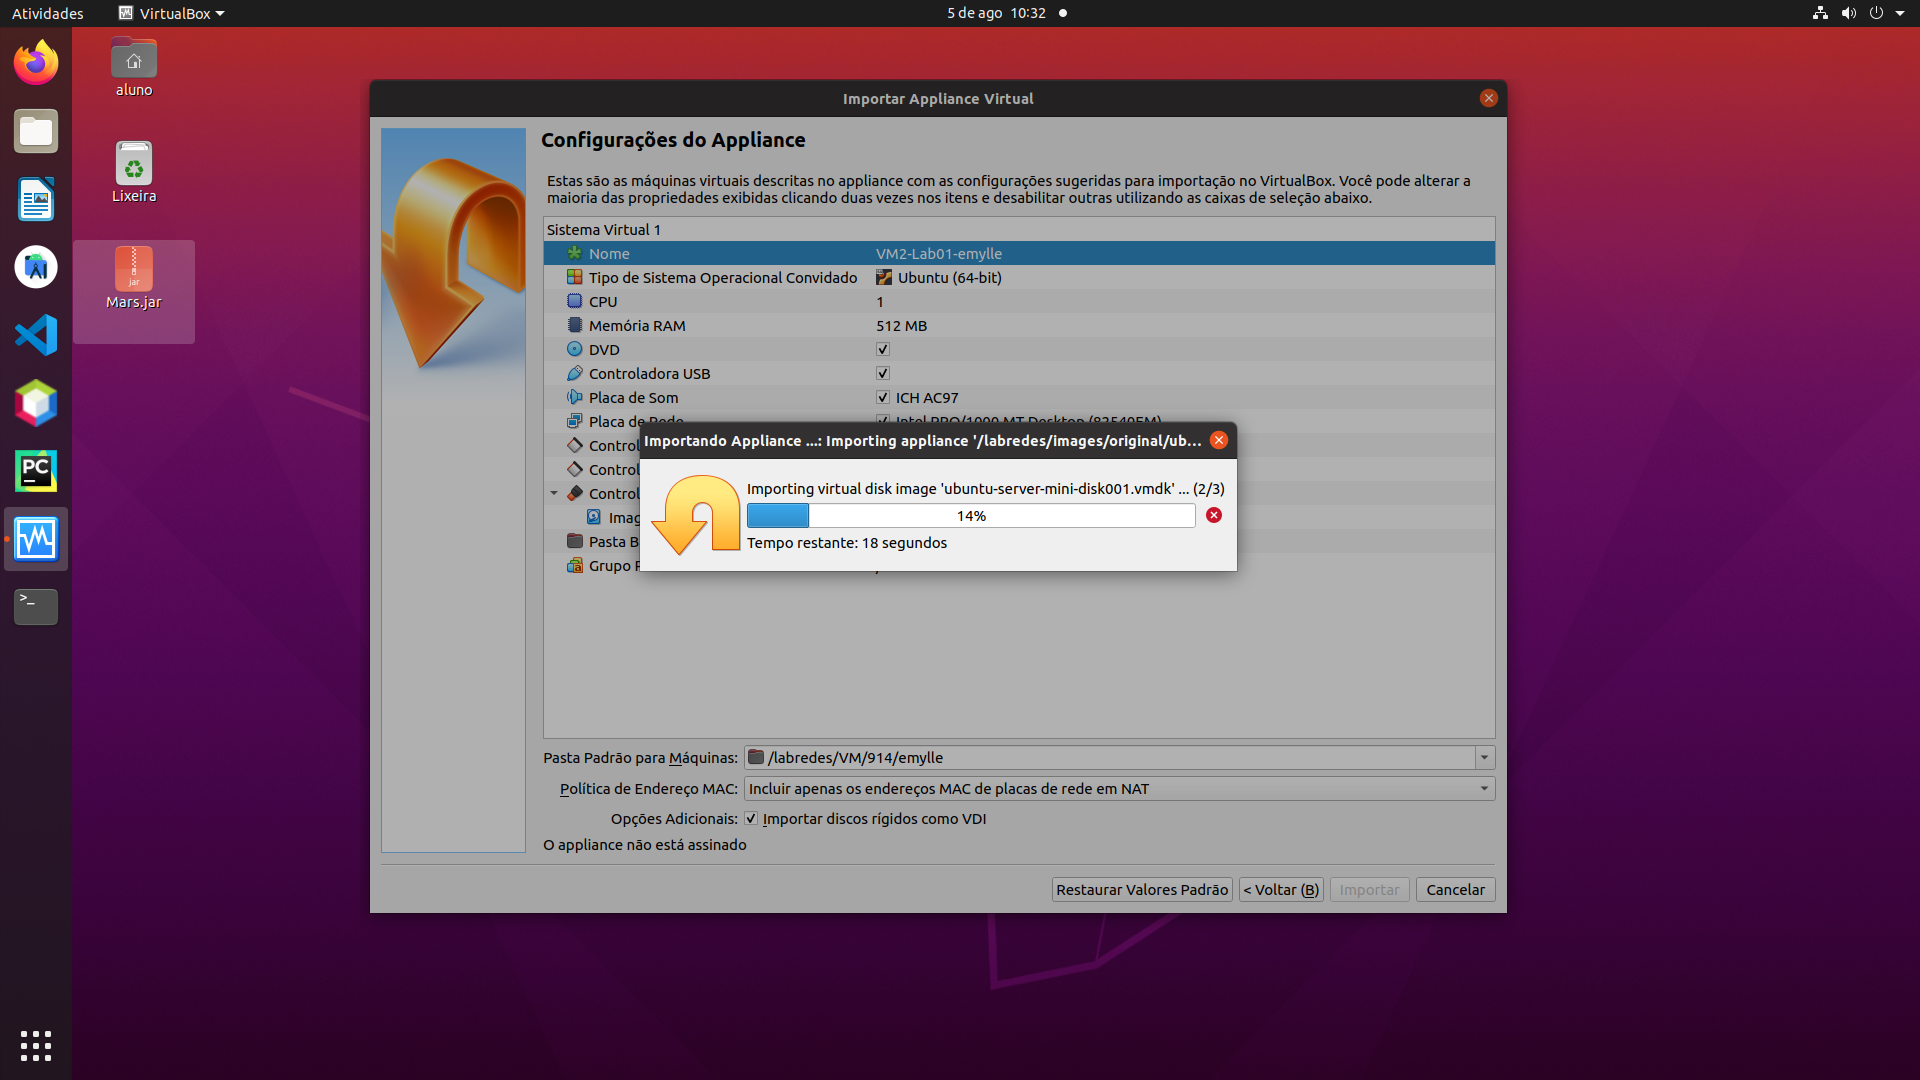 Atividades
VirtualBox
5 de ago 10:32
aluno
Lixeira
jar
Mars.jar
PC
>_
Importar Appliance Virtual
Configurações do Appliance
Estas são as máquinas virtuais descritas no appliance com as configurações sugeridas para importação no VirtualBox. Você pode alterar a
maioria das propriedades exibidas clicando duas vezes nos itens e desabilitar outras utilizando as caixas de seleção abaixo.
Sistema Virtual 1
Nome VM2-Lab01-emylle
Tipo de Sistema Operacional Convidado Ubuntu (64-bit)
CPU 1
Memória RAM 512 MB
DVD
Controladora USB
Placa de Som ICH AC97
Placa de Rede Intel PRO/1000 MT Desktop (82540EM)
Control
Control
Control
Imag
Pasta B
Grupo P
Importando Appliance ...: Importing appliance '/labredes/images/original/ub...
Importing virtual disk image 'ubuntu-server-mini-disk001.vmdk' ... (2/3)
14%
Tempo restante: 18 segundos
Pasta Padrão para Máquinas: /labredes/VM/914/emylle
Política de Endereço MAC: Incluir apenas os endereços MAC de placas de rede em NAT
Opções Adicionais: Importar discos rígidos como VDI
O appliance não está assinado
Restaurar Valores Padrão < Voltar (B) Importar Cancelar